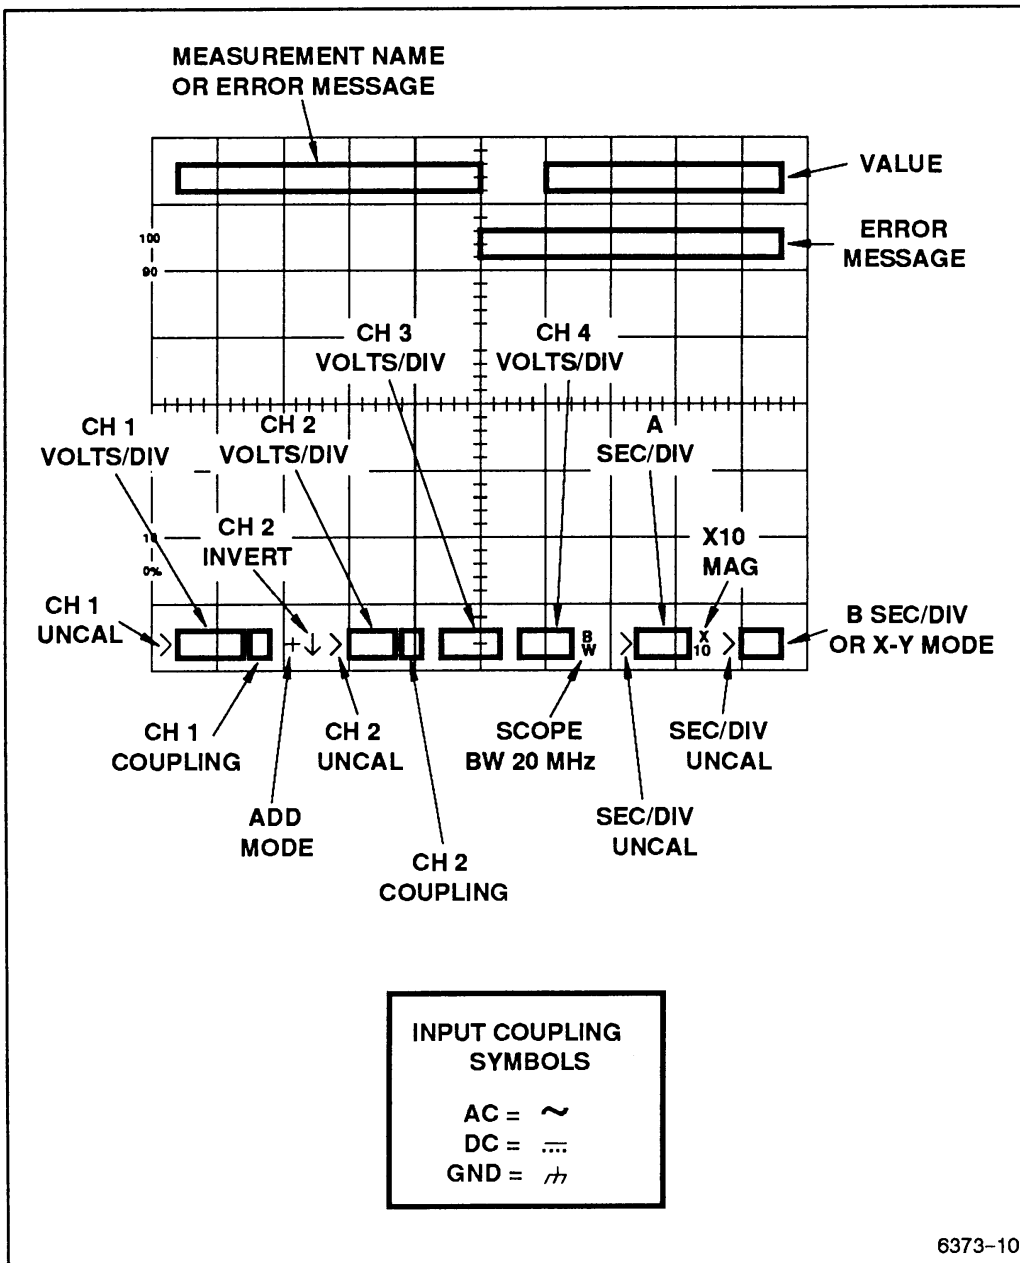 MEASUREMENT NAME
OR ERROR MESSAGE
VALUE
ERROR
MESSAGE
100
90
CH 3
VOLTS/DIV
CH 4
VOLTS/DIV
CH 1
VOLTS/DIV
CH 2
VOLTS/DIV
A
SEC/DIV
10
0%
CH 2
INVERT
X10
MAG
CH 1
UNCAL
B SEC/DIV
OR X-Y MODE
> + ↓ > B
W > X
10 >
CH 1
COUPLING
CH 2
UNCAL
SCOPE
BW 20 MHz
SEC/DIV
UNCAL
ADD
MODE
CH 2
COUPLING
SEC/DIV
UNCAL
INPUT COUPLING
SYMBOLS
AC = ~
DC = ⎓
GND = ⏚
6373-10